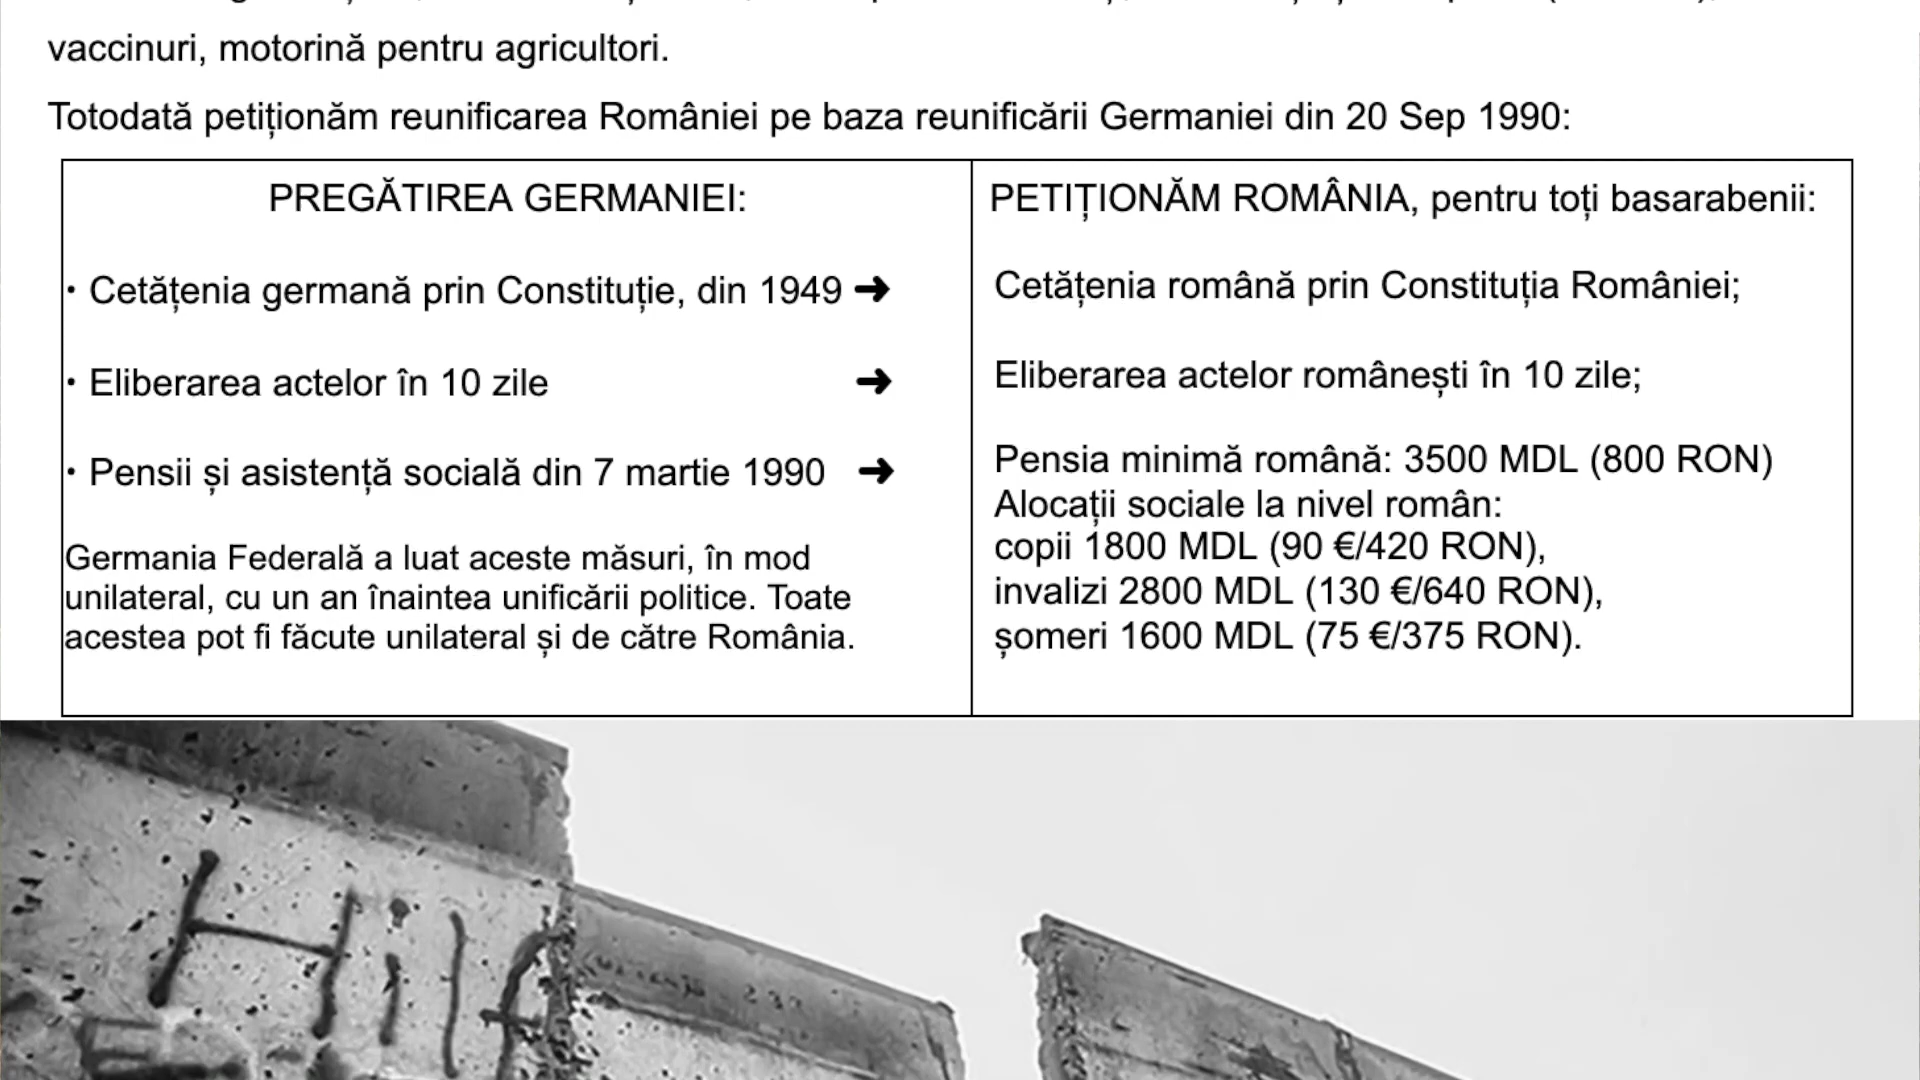 vaccinuri, motorină pentru agricultori.
Totodată petiționăm reunificarea României pe baza reunificării Germaniei din 20 Sep 1990:
PREGĂTIREA GERMANIEI:
· Cetățenia germană prin Constituție, din 1949 ➜
· Eliberarea actelor în 10 zile ➜
· Pensii și asistență socială din 7 martie 1990 ➜
Germania Federală a luat aceste măsuri, în mod
unilateral, cu un an înaintea unificării politice. Toate
acestea pot fi făcute unilateral și de către România.
PETIȚIONĂM ROMÂNIA, pentru toți basarabenii:
Cetățenia română prin Constituția României;
Eliberarea actelor românești în 10 zile;
Pensia minimă română: 3500 MDL (800 RON)
Alocații sociale la nivel român:
copii 1800 MDL (90 €/420 RON),
invalizi 2800 MDL (130 €/640 RON),
șomeri 1600 MDL (75 €/375 RON).
Hilf